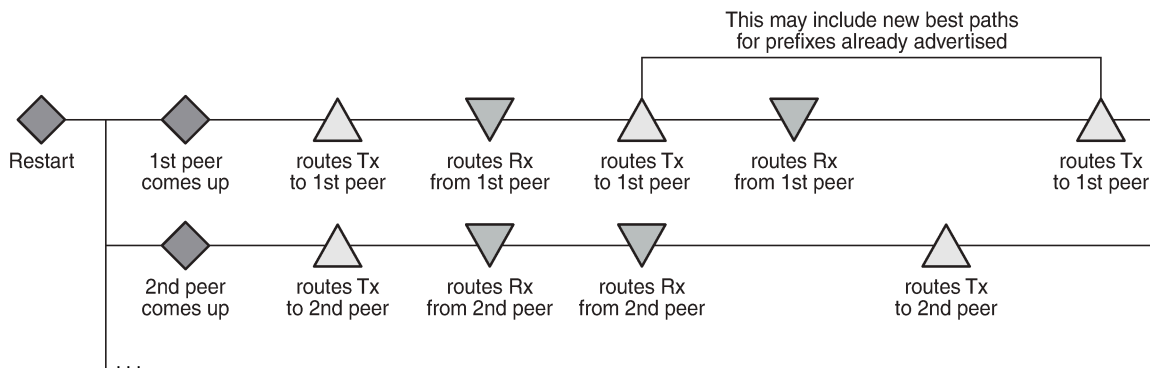 This may include new best paths
for prefixes already advertised
Restart
1st peer
comes up
routes Tx
to 1st peer
routes Rx
from 1st peer
routes Tx
to 1st peer
routes Rx
from 1st peer
routes Tx
to 1st peer
2nd peer
comes up
routes Tx
to 2nd peer
routes Rx
from 2nd peer
routes Rx
from 2nd peer
routes Tx
to 2nd peer
...